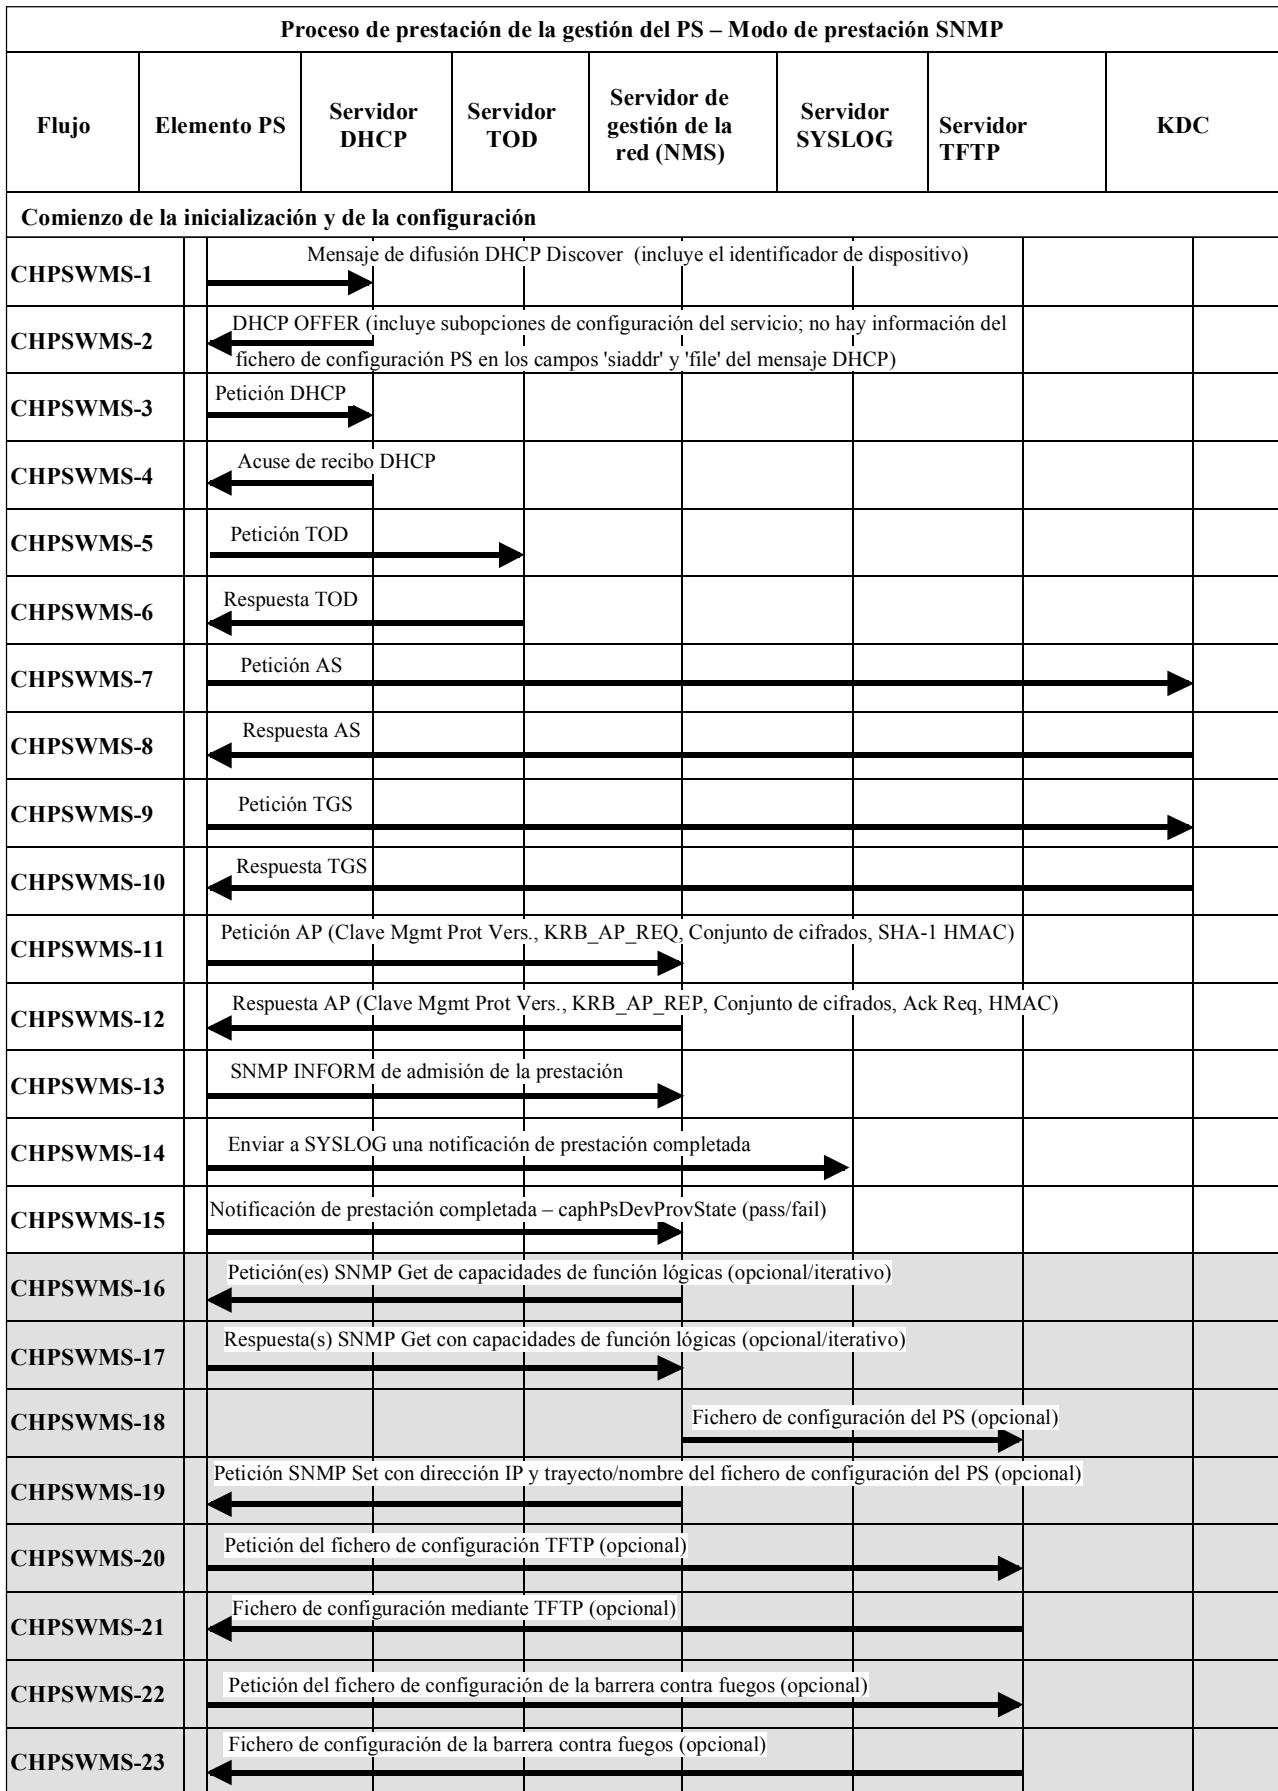 Proceso de prestación de la gestión del PS – Modo de prestación SNMP
Flujo
Elemento PS
Servidor
DHCP
Servidor
TOD
Servidor de
gestión de la
red (NMS)
Servidor
SYSLOG
Servidor
TFTP
KDC
Comienzo de la inicialización y de la configuración
CHPSWMS-1
Mensaje de difusión DHCP Discover (incluye el identificador de dispositivo)
CHPSWMS-2
DHCP OFFER (incluye subopciones de configuración del servicio; no hay información del
fichero de configuración PS en los campos 'siaddr' y 'file' del mensaje DHCP)
CHPSWMS-3
Petición DHCP
CHPSWMS-4
Acuse de recibo DHCP
CHPSWMS-5
Petición TOD
CHPSWMS-6
Respuesta TOD
CHPSWMS-7
Petición AS
CHPSWMS-8
Respuesta AS
CHPSWMS-9
Petición TGS
CHPSWMS-10
Respuesta TGS
CHPSWMS-11
Petición AP (Clave Mgmt Prot Vers., KRB_AP_REQ, Conjunto de cifrados, SHA-1 HMAC)
CHPSWMS-12
Respuesta AP (Clave Mgmt Prot Vers., KRB_AP_REP, Conjunto de cifrados, Ack Req, HMAC)
CHPSWMS-13
SNMP INFORM de admisión de la prestación
CHPSWMS-14
Enviar a SYSLOG una notificación de prestación completada
CHPSWMS-15
Notificación de prestación completada – caphPsDevProvState (pass/fail)
CHPSWMS-16
Petición(es) SNMP Get de capacidades de función lógicas (opcional/iterativo)
CHPSWMS-17
Respuesta(s) SNMP Get con capacidades de función lógicas (opcional/iterativo)
CHPSWMS-18
Fichero de configuración del PS (opcional)
CHPSWMS-19
Petición SNMP Set con dirección IP y trayecto/nombre del fichero de configuración del PS (opcional)
CHPSWMS-20
Petición del fichero de configuración TFTP (opcional)
CHPSWMS-21
Fichero de configuración mediante TFTP (opcional)
CHPSWMS-22
Petición del fichero de configuración de la barrera contra fuegos (opcional)
CHPSWMS-23
Fichero de configuración de la barrera contra fuegos (opcional)